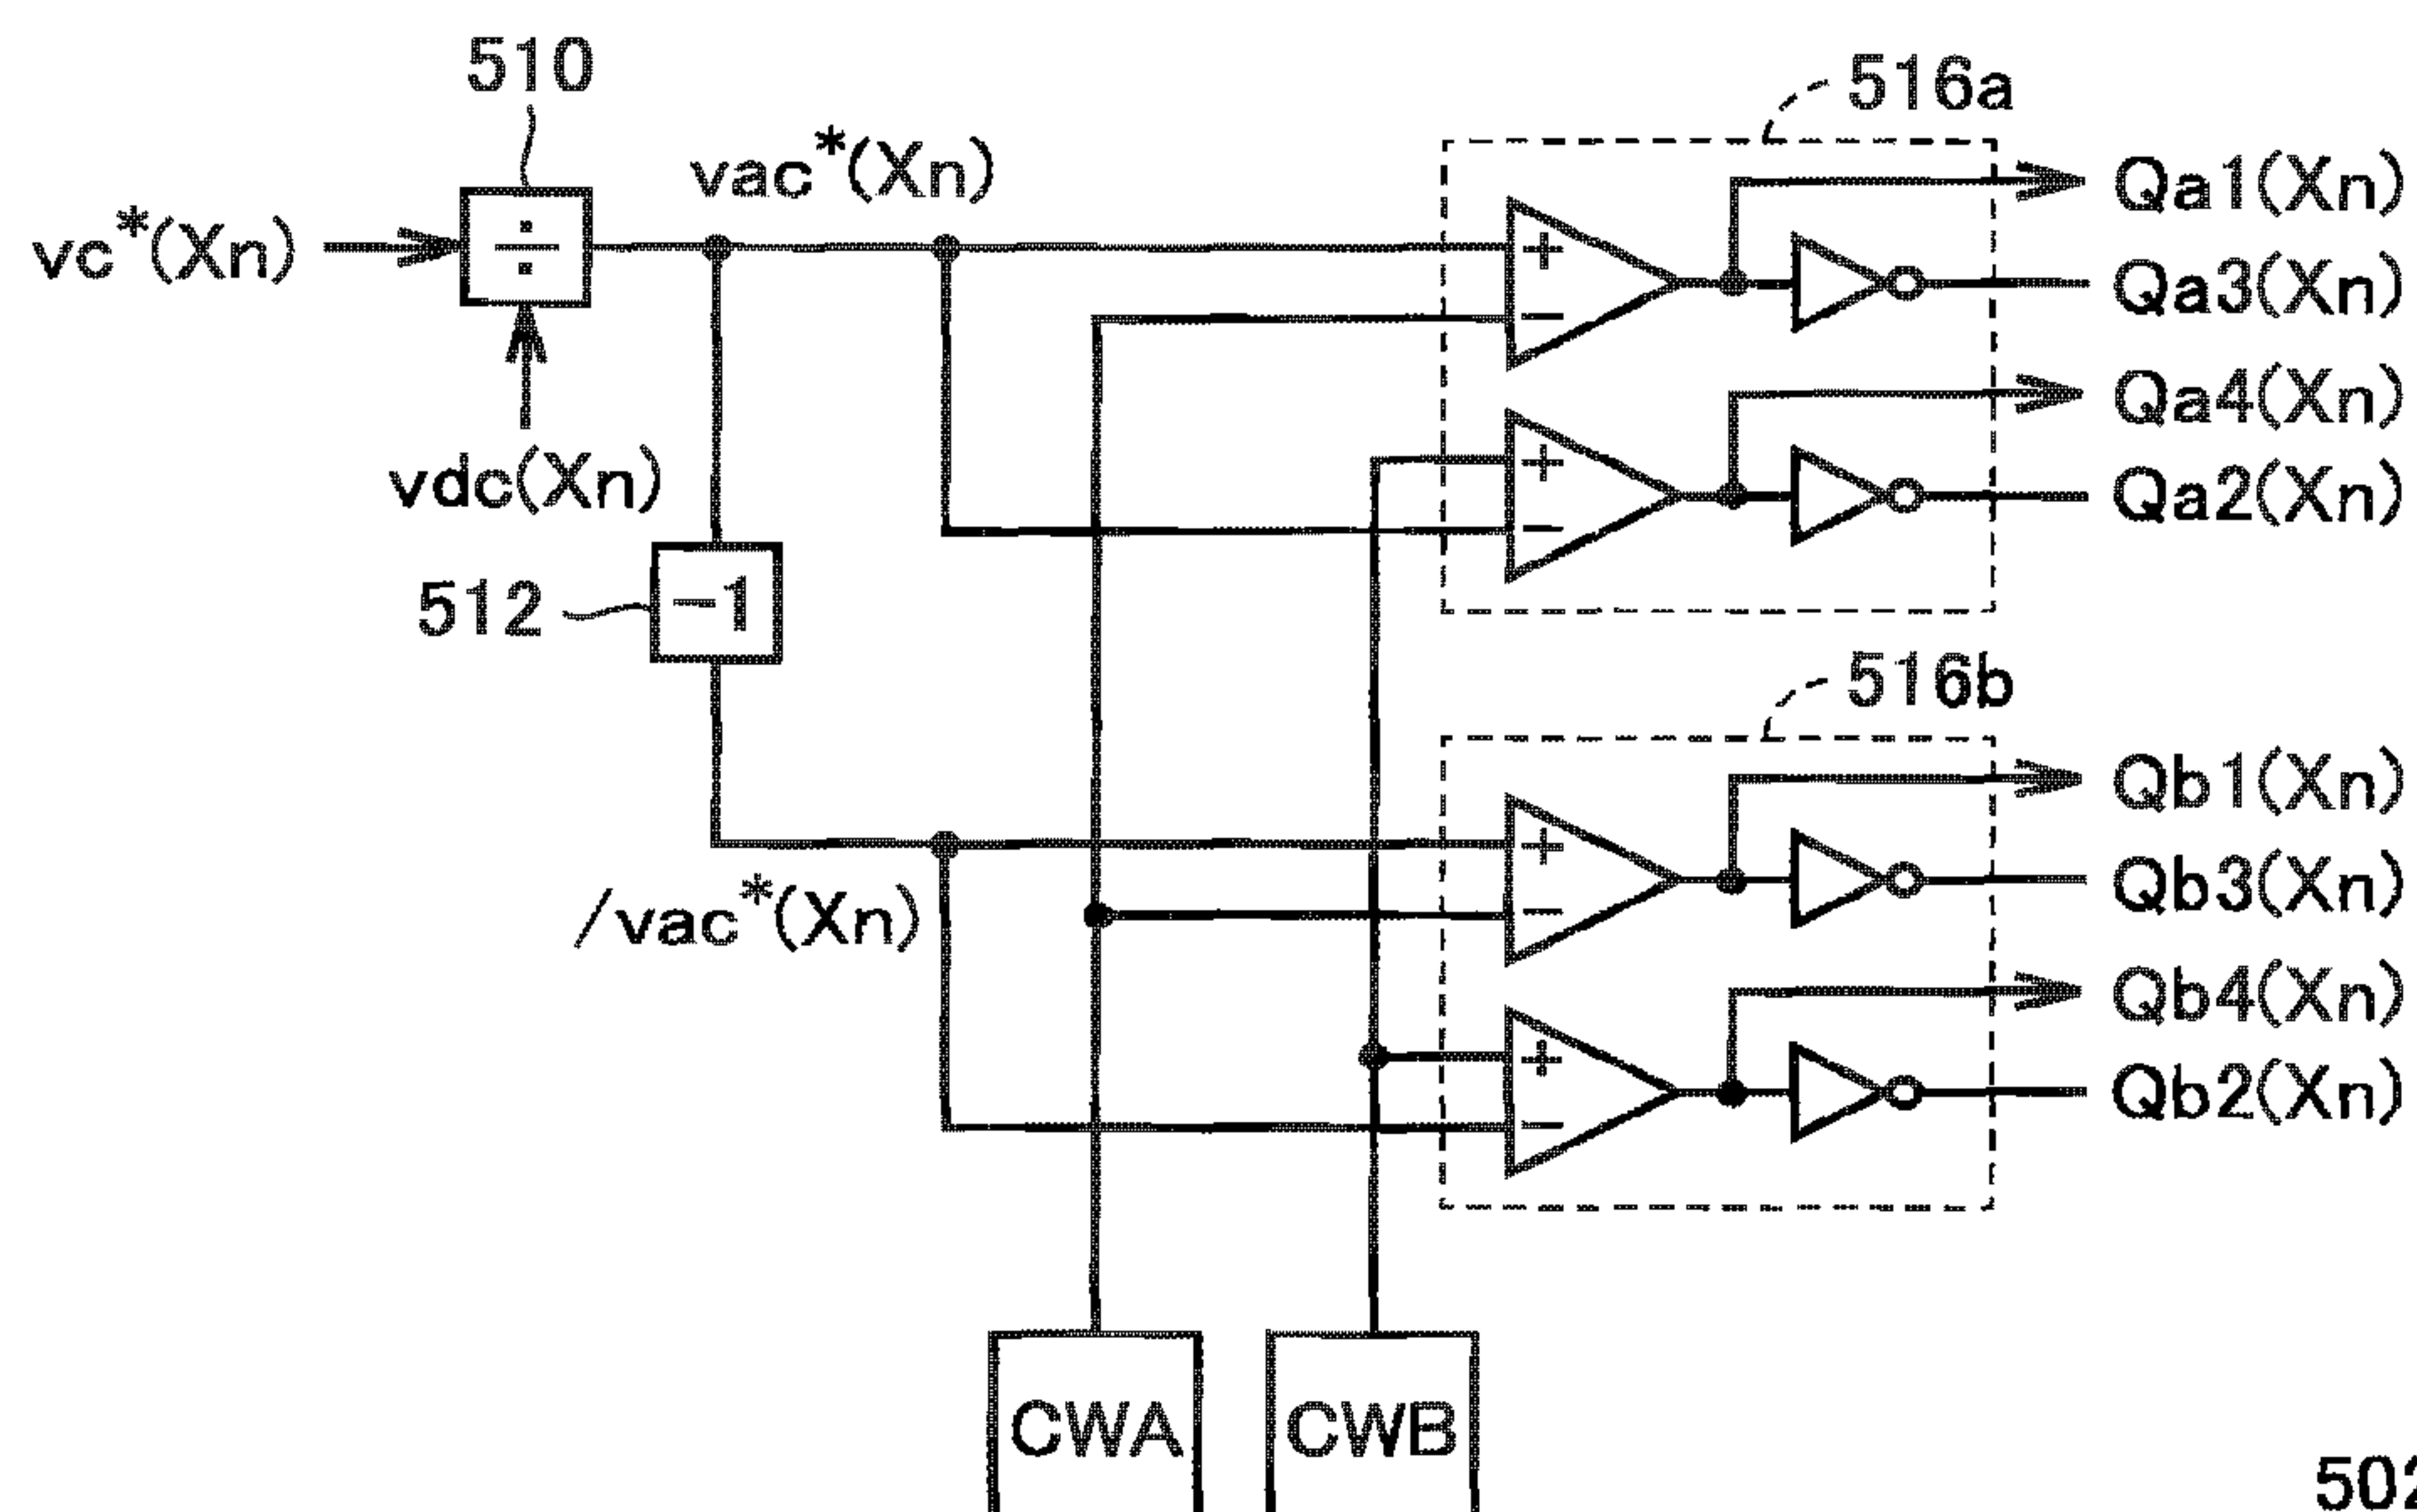 510
516a
vac*(Xn)
Qa1(Xn)
vc*(Xn)
÷
+
Qa3(Xn)
−
Qa4(Xn)
vdc(Xn)
+
Qa2(Xn)
−
512
−1
516b
Qb1(Xn)
+
/vac*(Xn)
−
Qb3(Xn)
Qb4(Xn)
+
Qb2(Xn)
−
CWA
CWB